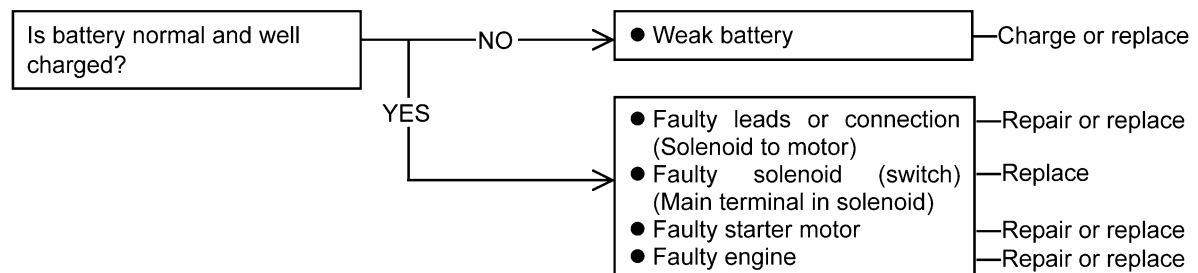 Is battery normal and well
charged?
NO
● Weak battery
Charge or replace
YES
● Faulty leads or connection
(Solenoid to motor)
Repair or replace
● Faulty solenoid (switch)
(Main terminal in solenoid)
Replace
● Faulty starter motor
Repair or replace
● Faulty engine
Repair or replace